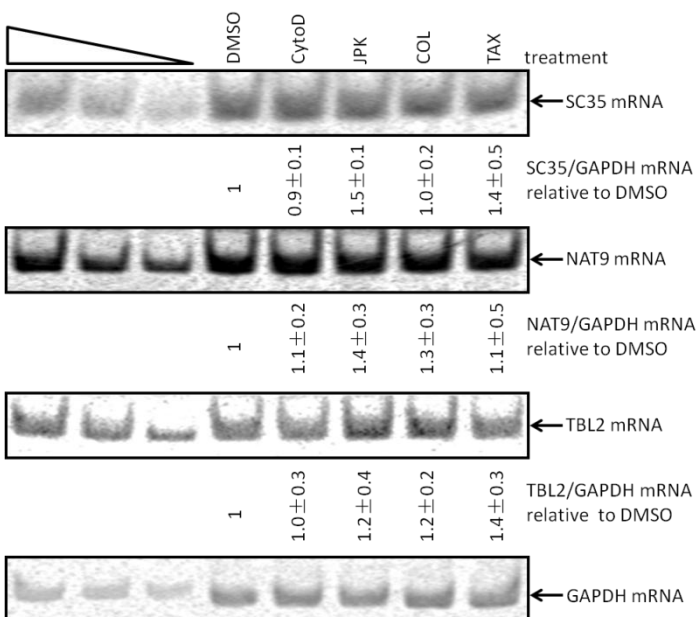 DMSO CytoD JPK COL TAX treatment
SC35 mRNA
1 0.9±0.1 1.5±0.1 1.0±0.2 1.4±0.5 SC35/GAPDH mRNA
relative to DMSO
NAT9 mRNA
1 1.1±0.2 1.4±0.3 1.3±0.3 1.1±0.5 NAT9/GAPDH mRNA
relative to DMSO
TBL2 mRNA
1 1.0±0.3 1.2±0.4 1.2±0.2 1.4±0.3 TBL2/GAPDH mRNA
relative to DMSO
GAPDH mRNA